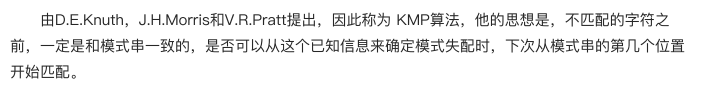 由D.E.Knuth，J.H.Morris和V.R.Pratt提出，因此称为 KMP算法，他的思想是，不匹配的字符之
前，一定是和模式串一致的，是否可以从这个已知信息来确定模式失配时，下次从模式串的第几个位置
开始匹配。